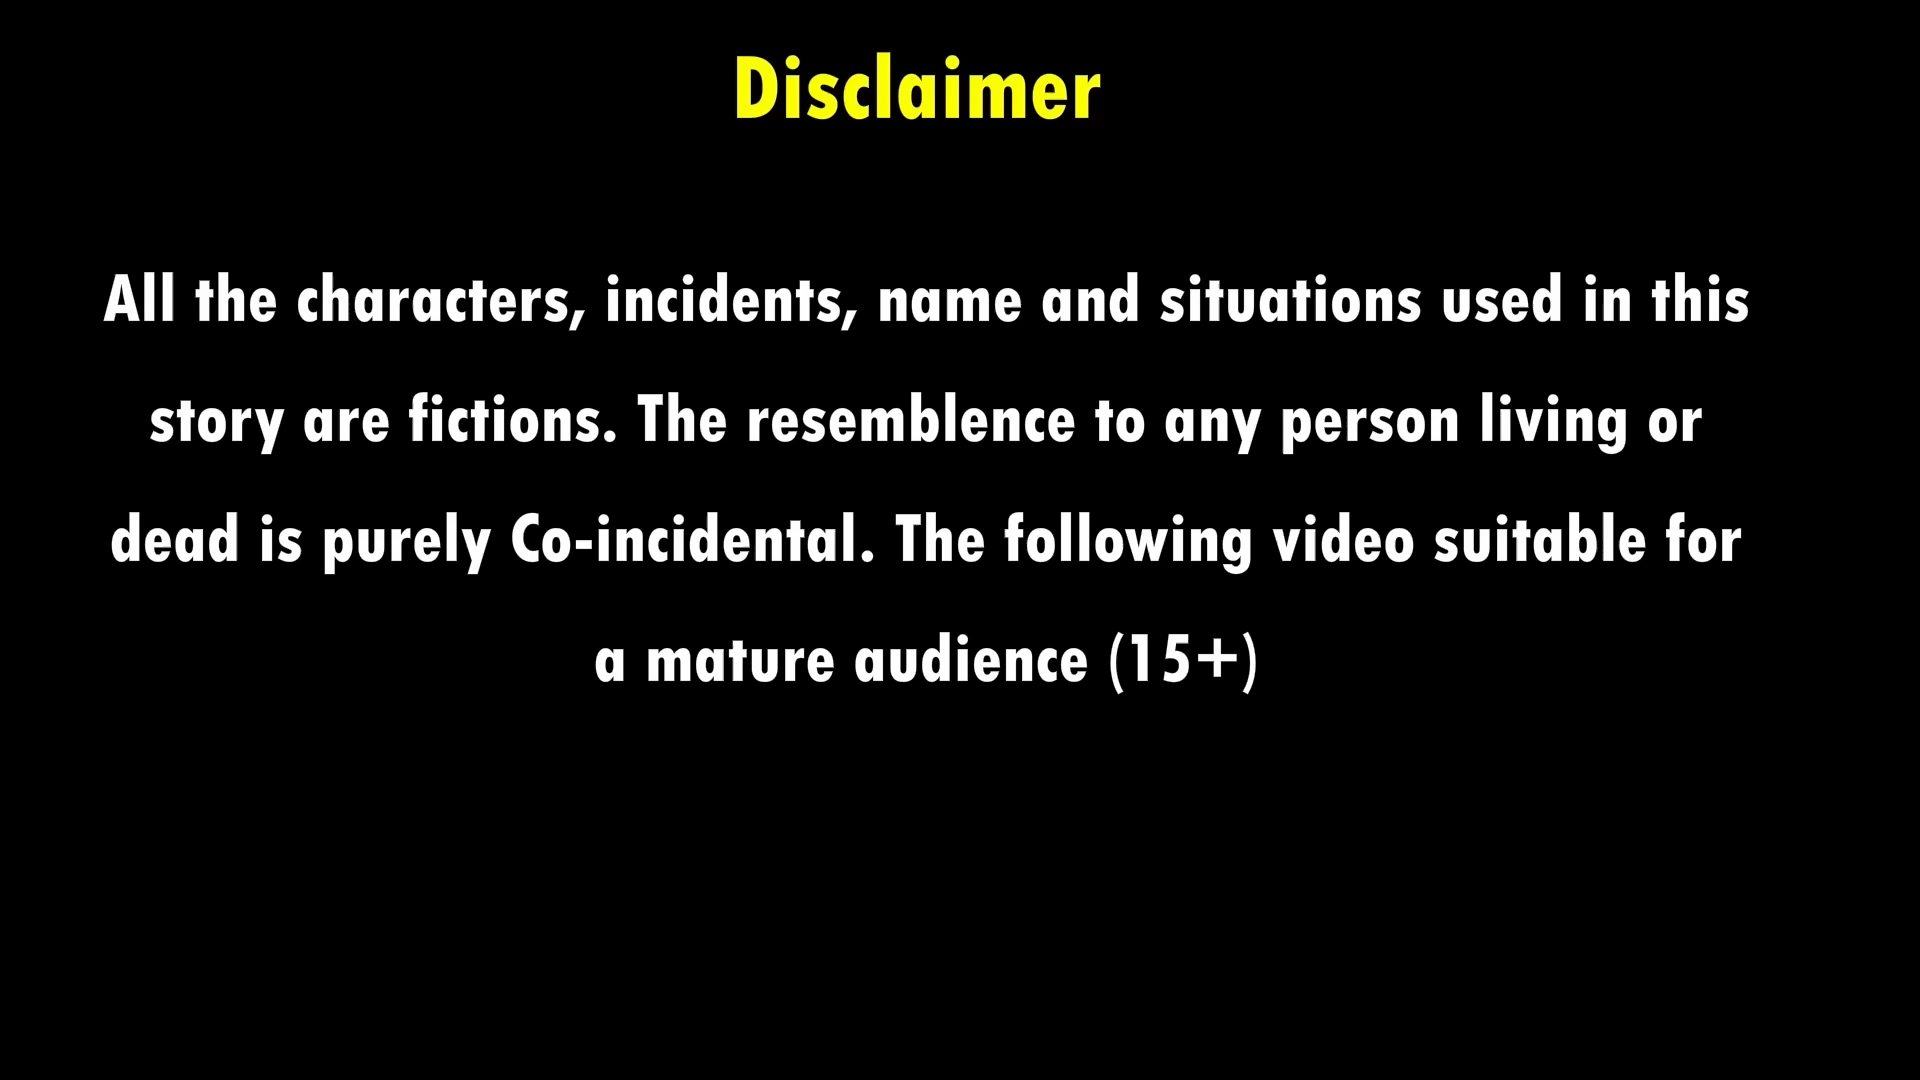 Disclaimer
All the characters, incidents, name and situations used in this
story are fictions. The resemblence to any person living or
dead is purely Co-incidental. The following video suitable for
a mature audience (15+)